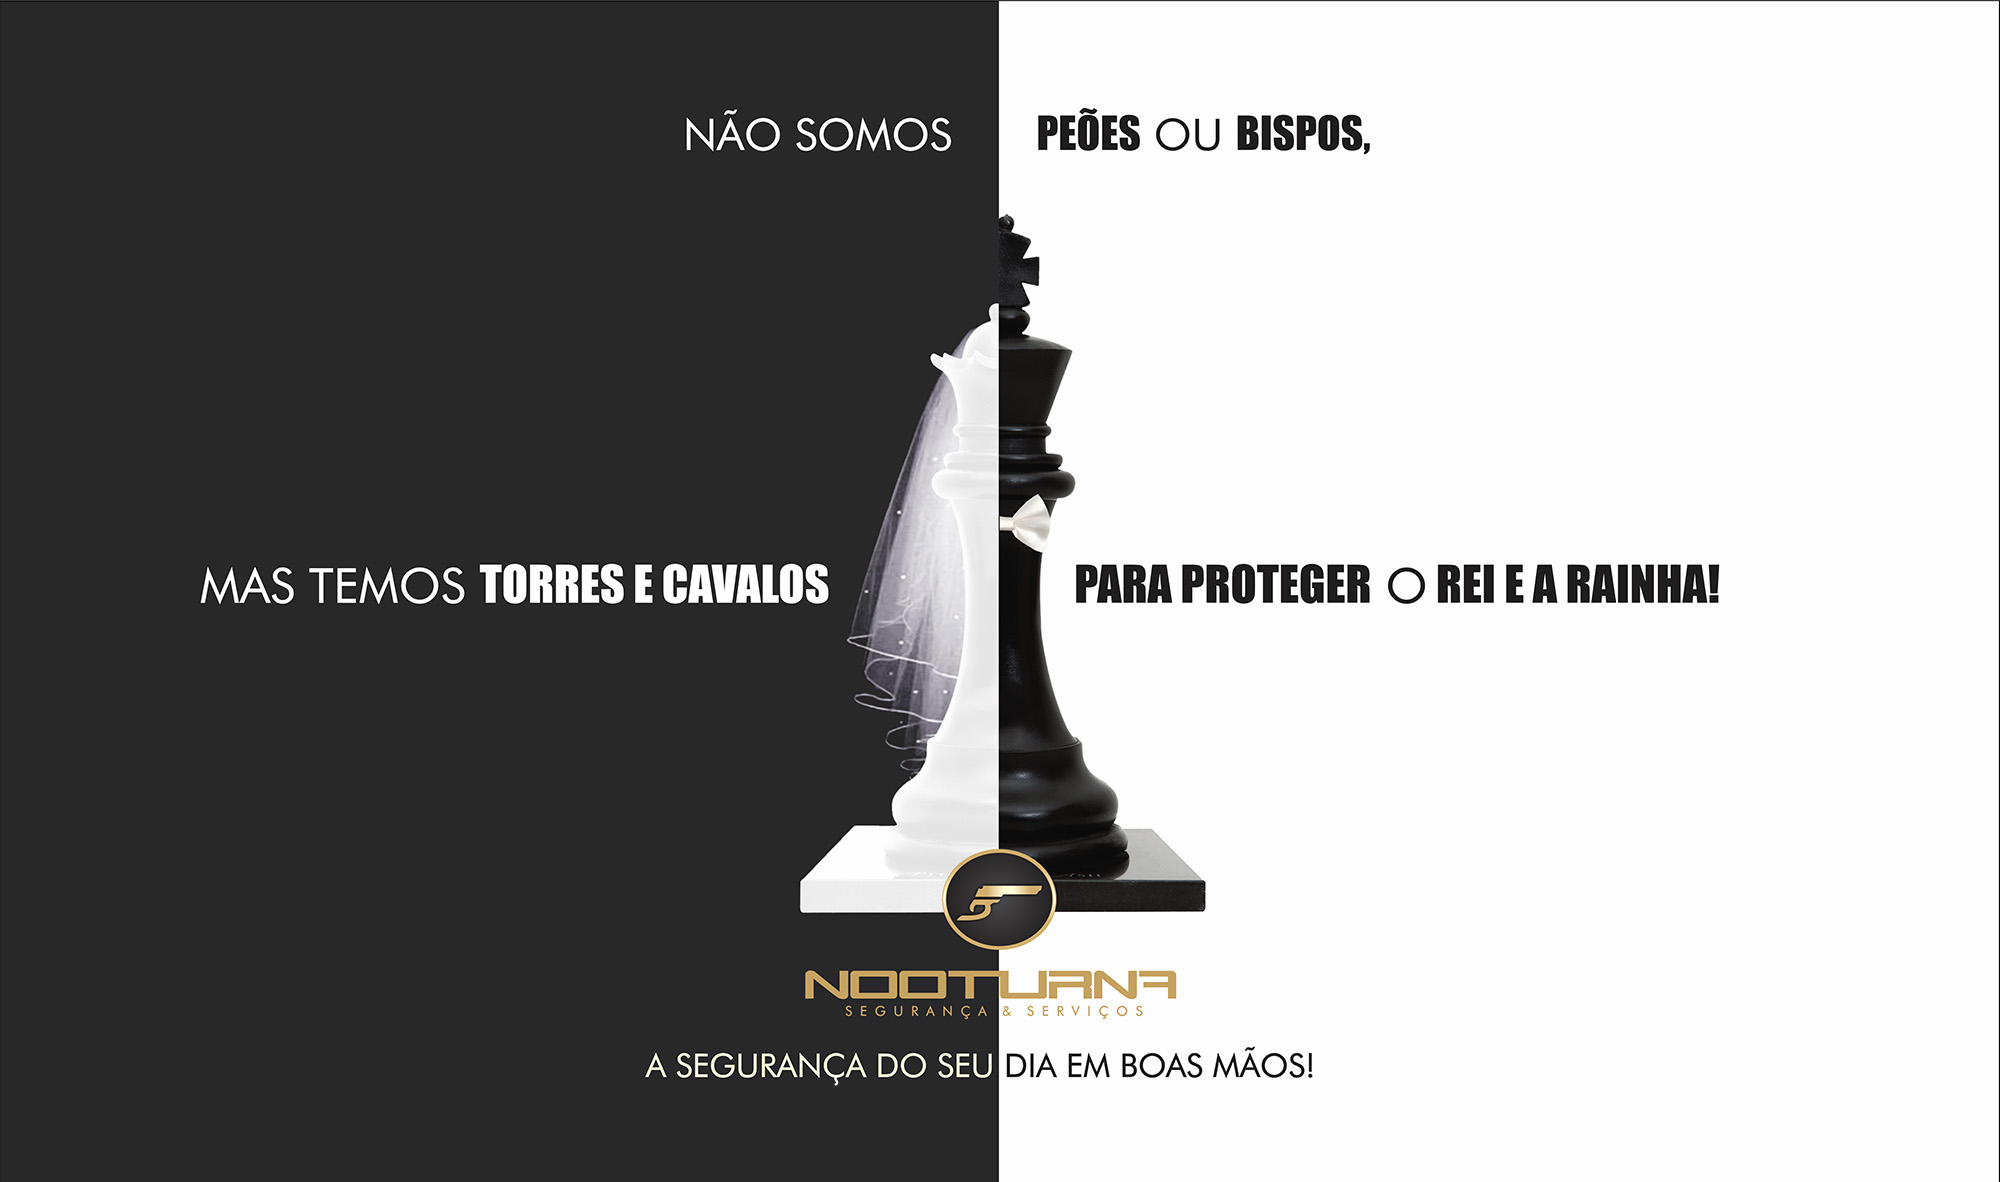 NÃO SOMOS PEÕES OU BISPOS,
MAS TEMOS TORRES E CAVALOS PARA PROTEGER O REI E A RAINHA!
NOOTURNA
SEGURANÇA & SERVIÇOS
A SEGURANÇA DO SEU DIA EM BOAS MÃOS!